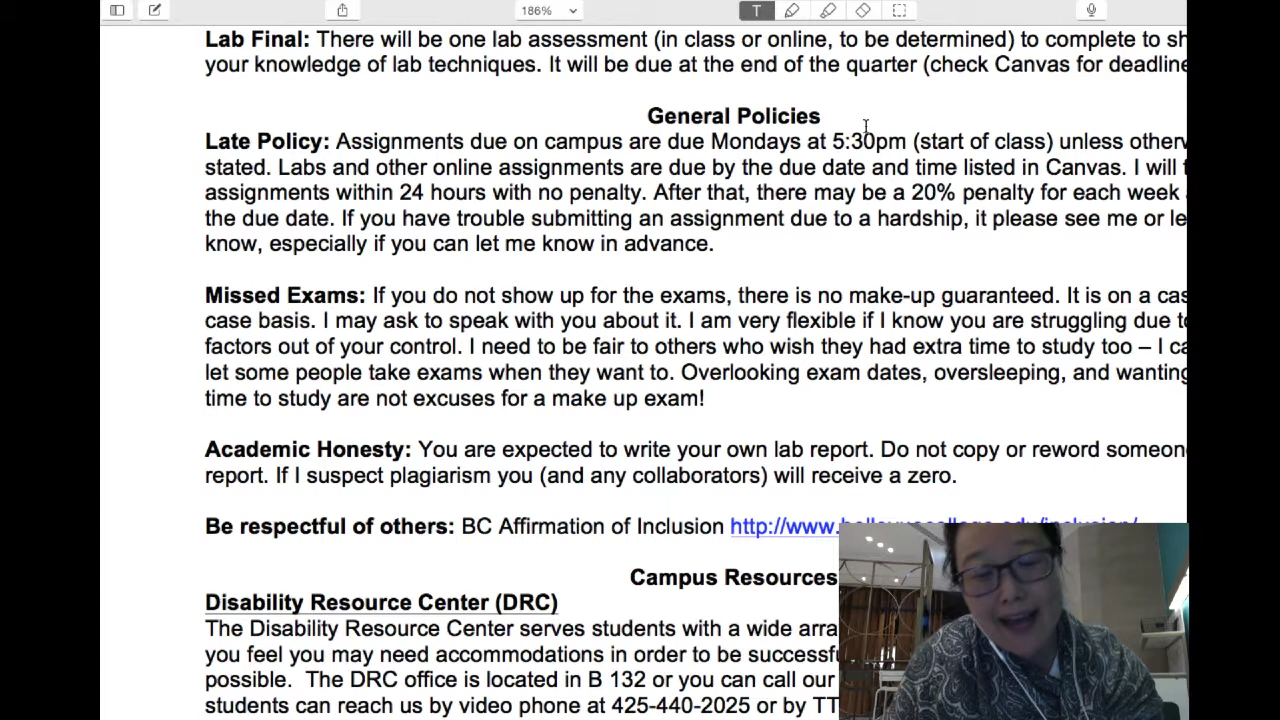 186%
Lab Final: There will be one lab assessment (in class or online, to be determined) to complete to sh
your knowledge of lab techniques. It will be due at the end of the quarter (check Canvas for deadline
General Policies
Late Policy: Assignments due on campus are due Mondays at 5:30pm (start of class) unless otherw
stated. Labs and other online assignments are due by the due date and time listed in Canvas. I will
assignments within 24 hours with no penalty. After that, there may be a 20% penalty for each week
the due date. If you have trouble submitting an assignment due to a hardship, it please see me or le
know, especially if you can let me know in advance.
Missed Exams: If you do not show up for the exams, there is no make-up guaranteed. It is on a cas
case basis. I may ask to speak with you about it. I am very flexible if I know you are struggling due to
factors out of your control. I need to be fair to others who wish they had extra time to study too – I ca
let some people take exams when they want to. Overlooking exam dates, oversleeping, and wanting
time to study are not excuses for a make up exam!
Academic Honesty: You are expected to write your own lab report. Do not copy or reword someon
report. If I suspect plagiarism you (and any collaborators) will receive a zero.
Be respectful of others: BC Affirmation of Inclusion http://www.
Campus Resources
Disability Resource Center (DRC)
The Disability Resource Center serves students with a wide arra
you feel you may need accommodations in order to be successfu
possible. The DRC office is located in B 132 or you can call our
students can reach us by video phone at 425-440-2025 or by TT